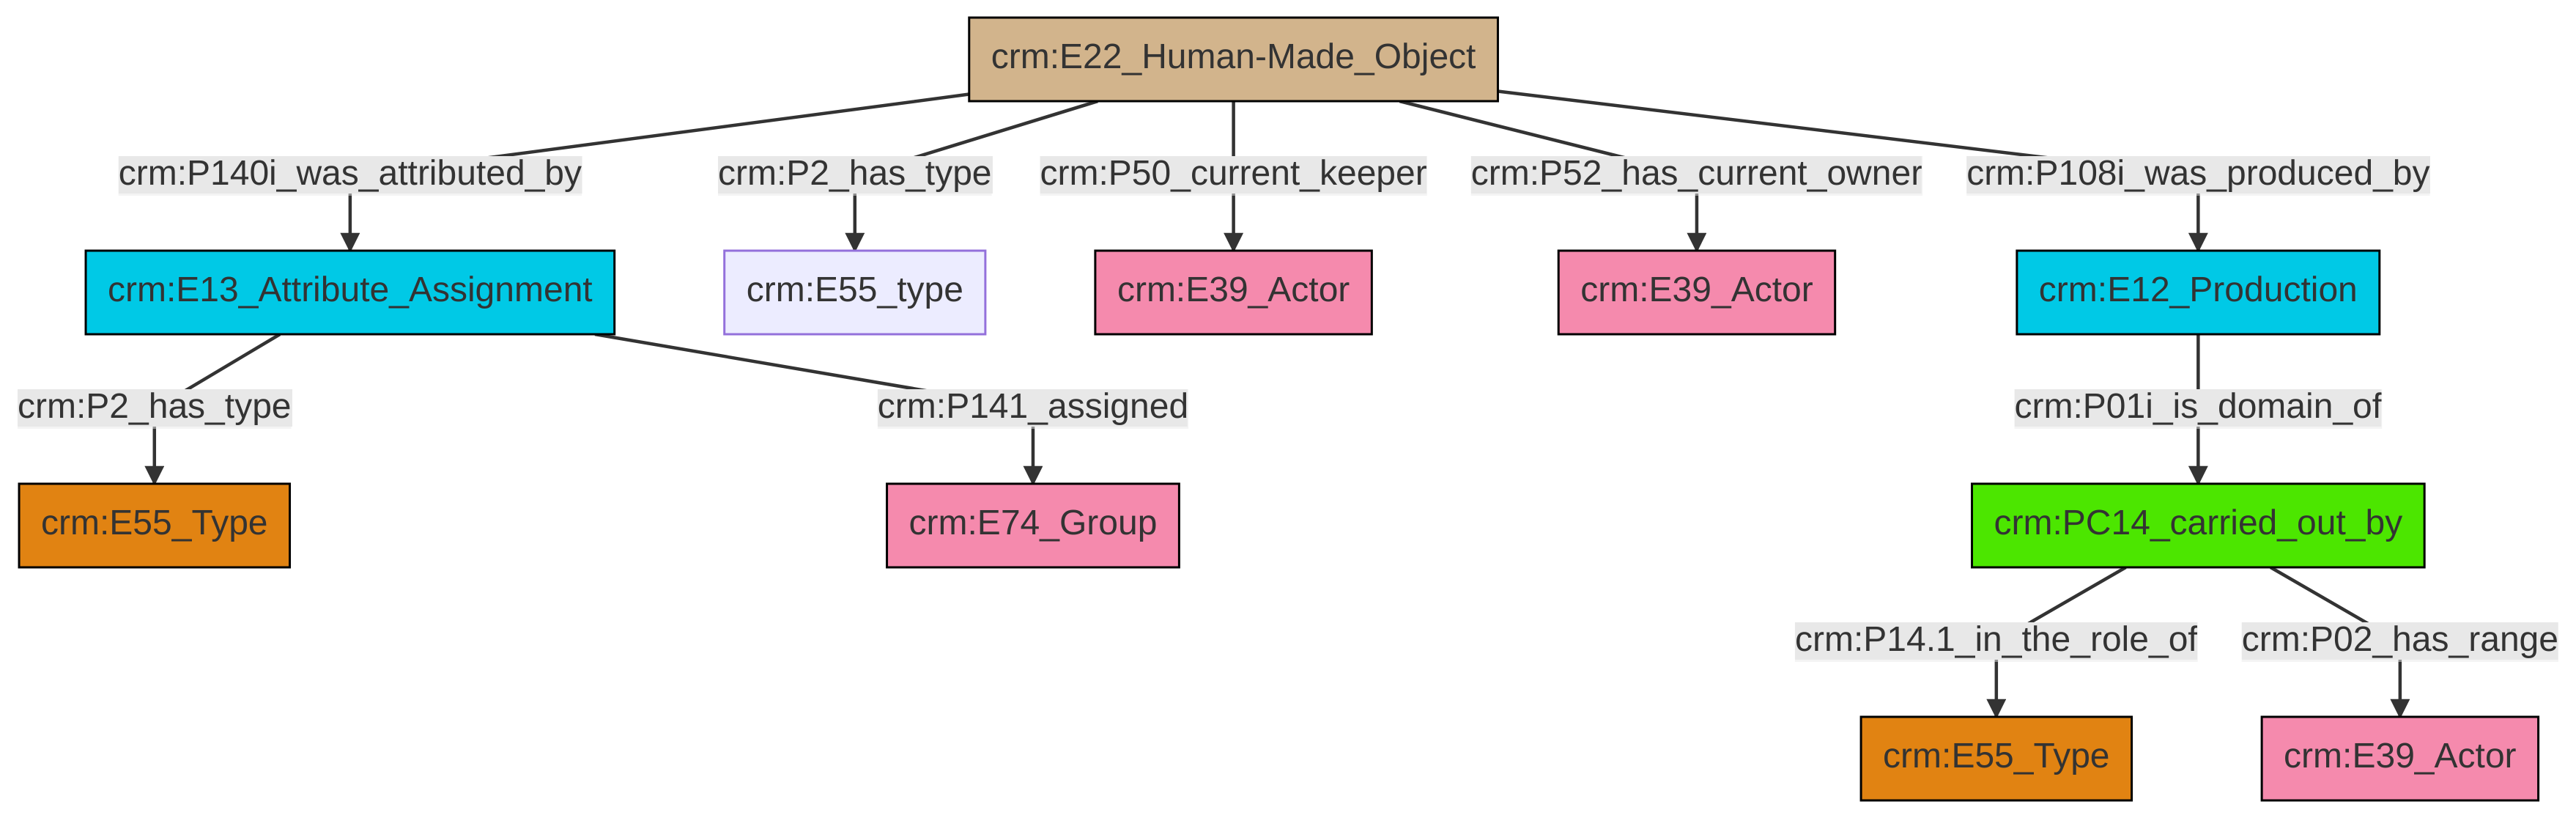 crm:E22_Human-Made_Object
crm:P140i_was_attributed_by
crm:P2_has_type
crm:P50_current_keeper
crm:P52_has_current_owner
crm:P108i_was_produced_by
crm:E13_Attribute_Assignment
crm:E55_type
crm:E39_Actor
crm:E39_Actor
crm:E12_Production
crm:P2_has_type
crm:P141_assigned
crm:P01i_is_domain_of
crm:E55_Type
crm:E74_Group
crm:PC14_carried_out_by
crm:P14.1_in_the_role_of
crm:P02_has_range
crm:E55_Type
crm:E39_Actor